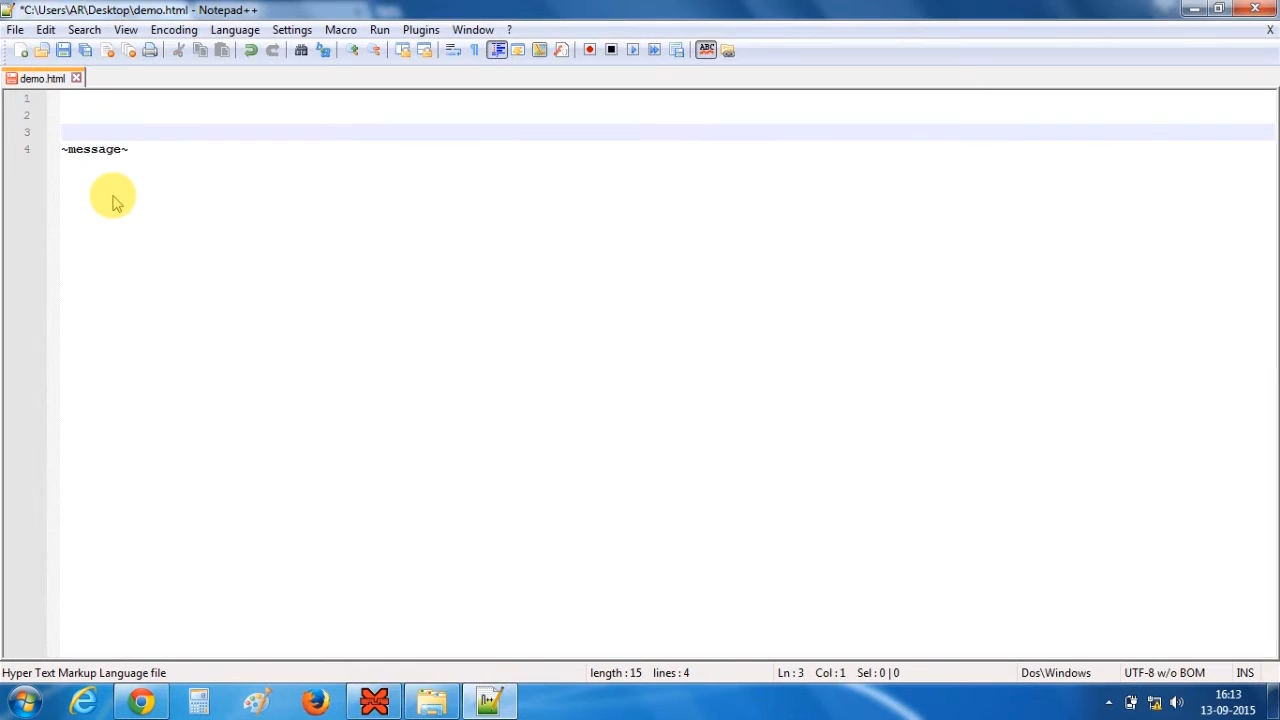 *C:\Users\AR\Desktop\demo.html - Notepad++
File Edit Search View Encoding Language Settings Macro Run Plugins Window ? X
ABC
demo.html
1
2
3
4 ~message~
Hyper Text Markup Language file length : 15 lines : 4 Ln : 3 Col : 1 Sel : 0 | 0 Dos\Windows UTF-8 w/o BOM INS
16:13
13-09-2015